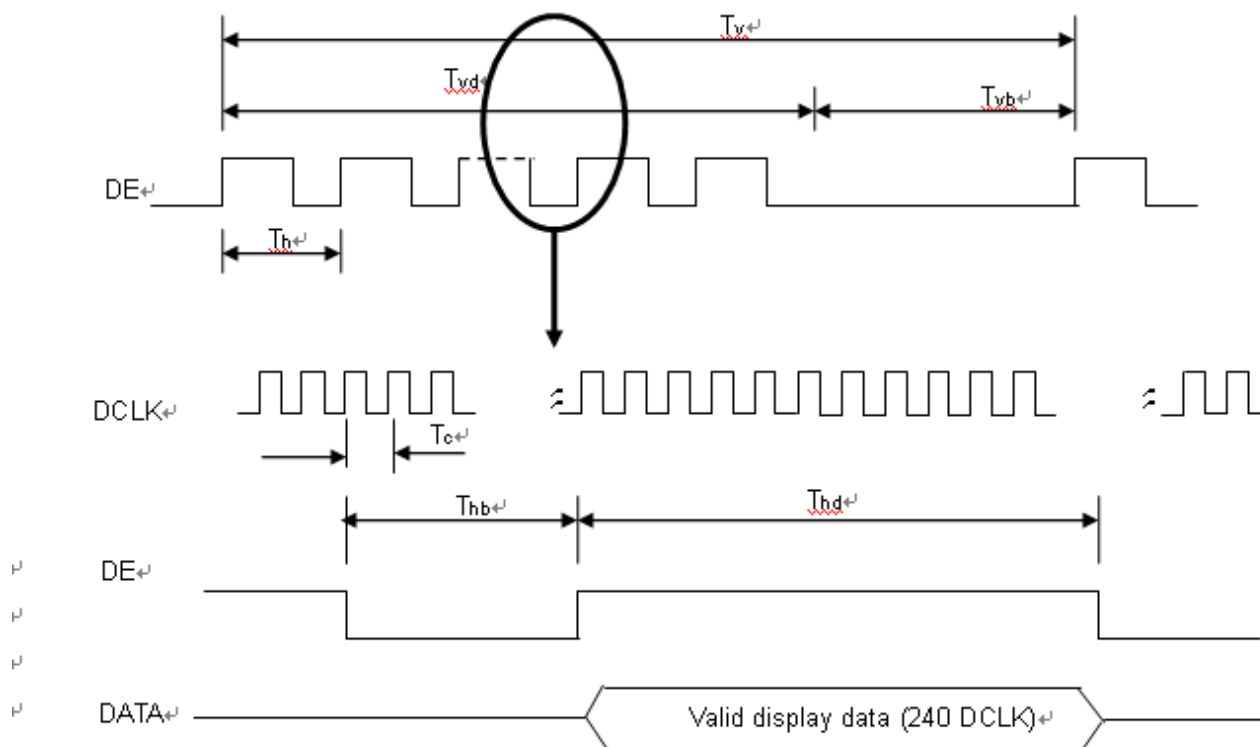 Tv
Tvd
Tvb
DE
Th
DCLK
Tc
Thb
Thd
DE
DATA
Valid display data (240 DCLK)